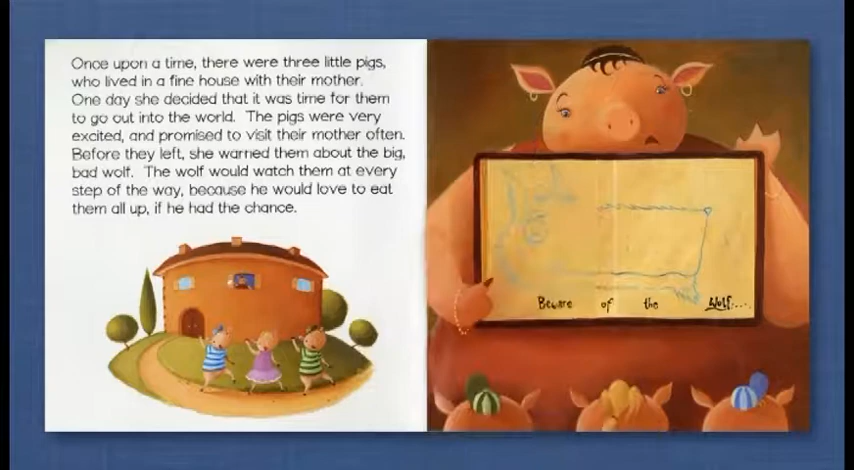 Once upon a time, there were three little pigs,
who lived in a fine house with their mother.
One day she decided that it was time for them
to go out into the world. The pigs were very
excited, and promised to visit their mother often.
Before they left, she warned them about the big,
bad wolf. The wolf would watch them at every
step of the way, because he would love to eat
them all up, if he had the chance.
Beware of the Wolf....